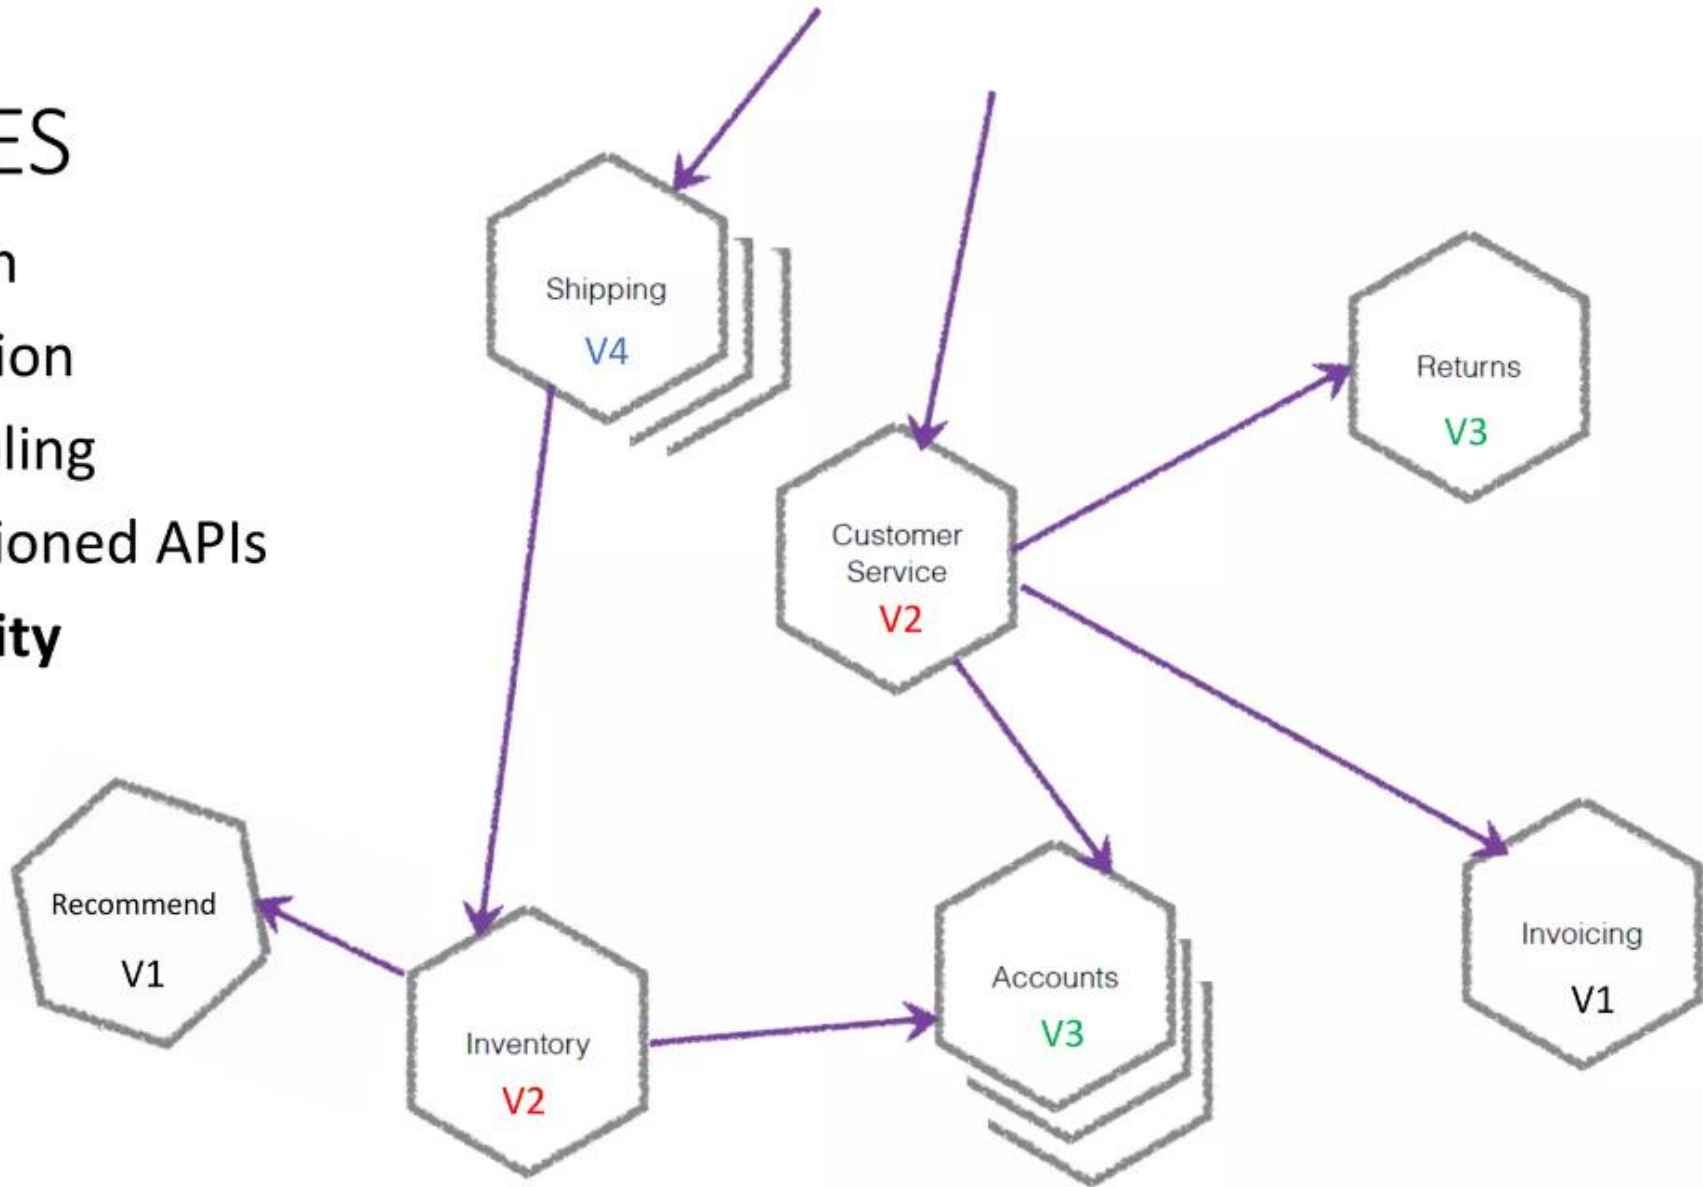 ES
n
ion
ling
ioned APIs
ity
Shipping
V4
Returns
V3
Customer
Service
V2
Recommend
V1
Inventory
V2
Accounts
V3
Invoicing
V1